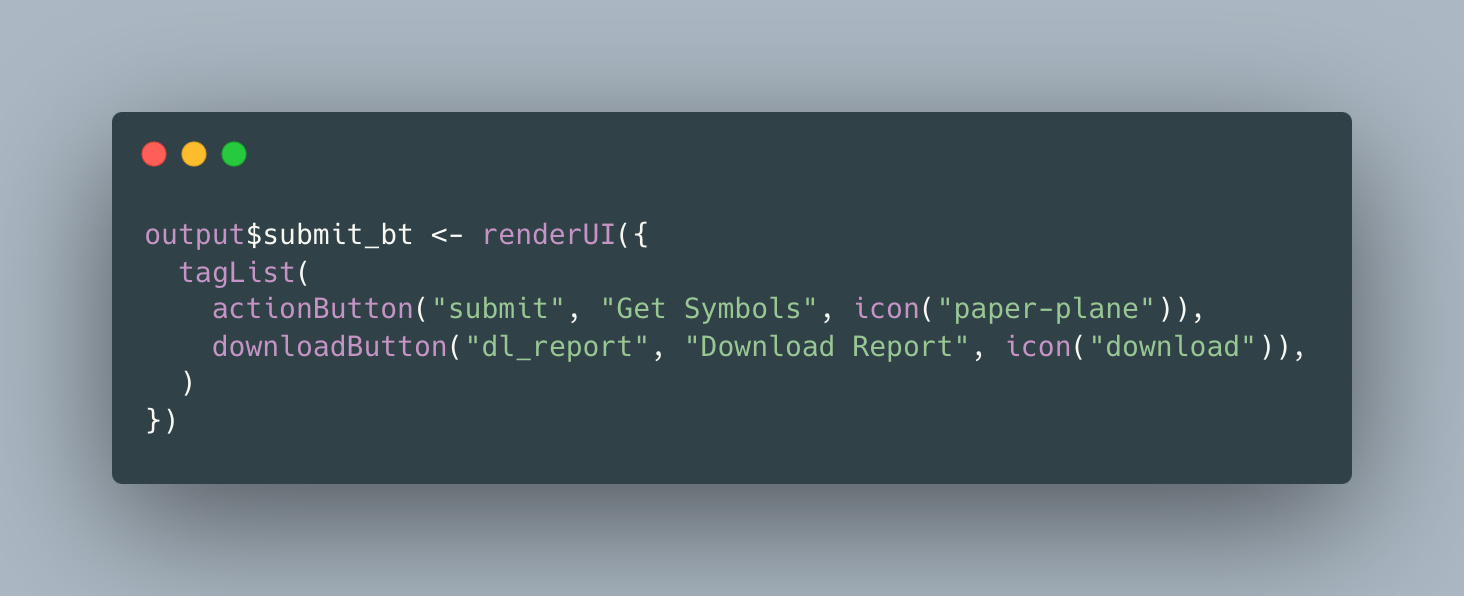 output$submit_bt <- renderUI({
  tagList(
    actionButton("submit", "Get Symbols", icon("paper-plane")),
    downloadButton("dl_report", "Download Report", icon("download")),
  )
})